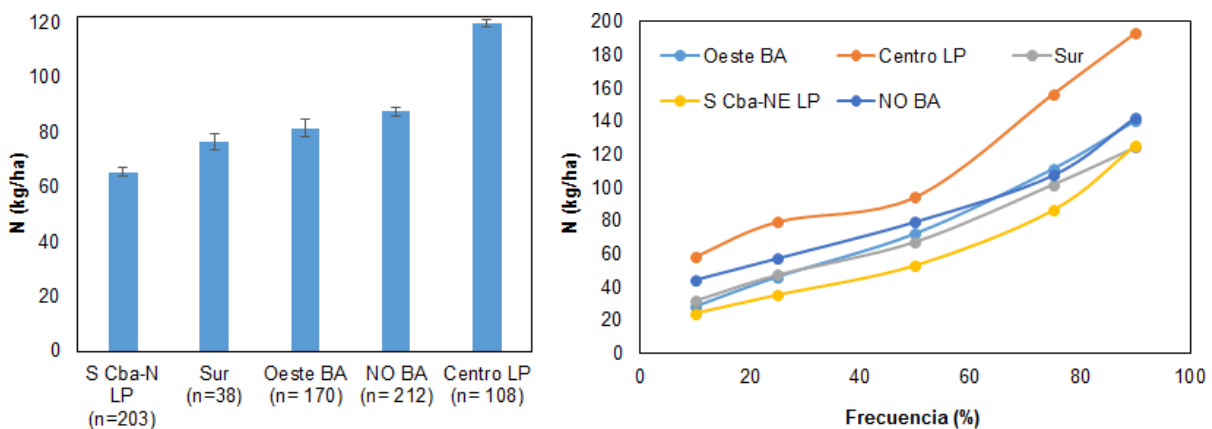 120
100
80
60
40
20
0
N (kg/ha)
S Cba-N LP (n=203)
Sur (n=38)
Oeste BA (n= 170)
NO BA (n= 212)
Centro LP (n= 108)
200
180
160
140
120
100
80
60
40
20
0
N (kg/ha)
Oeste BA
Centro LP
Sur
S Cba-NE LP
NO BA
0 20 40 60 80 100
Frecuencia (%)